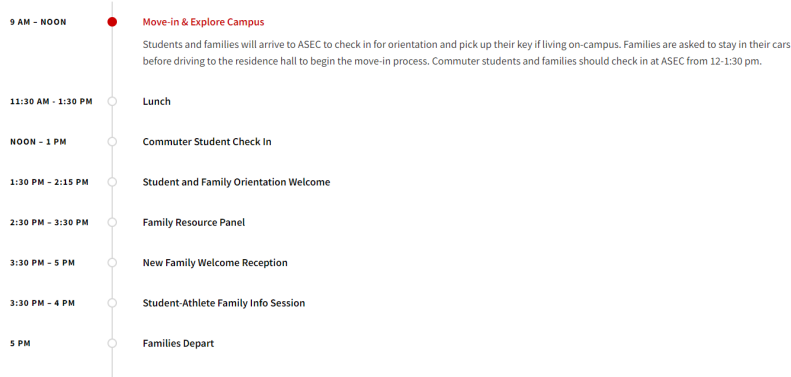 9 AM – NOON
Move-in & Explore Campus
Students and families will arrive to ASEC to check in for orientation and pick up their key if living on-campus. Families are asked to stay in their cars
before driving to the residence hall to begin the move-in process. Commuter students and families should check in at ASEC from 12-1:30 pm.
11:30 AM - 1:30 PM
Lunch
NOON – 1 PM
Commuter Student Check In
1:30 PM – 2:15 PM
Student and Family Orientation Welcome
2:30 PM – 3:30 PM
Family Resource Panel
3:30 PM – 5 PM
New Family Welcome Reception
3:30 PM – 4 PM
Student-Athlete Family Info Session
5 PM
Families Depart